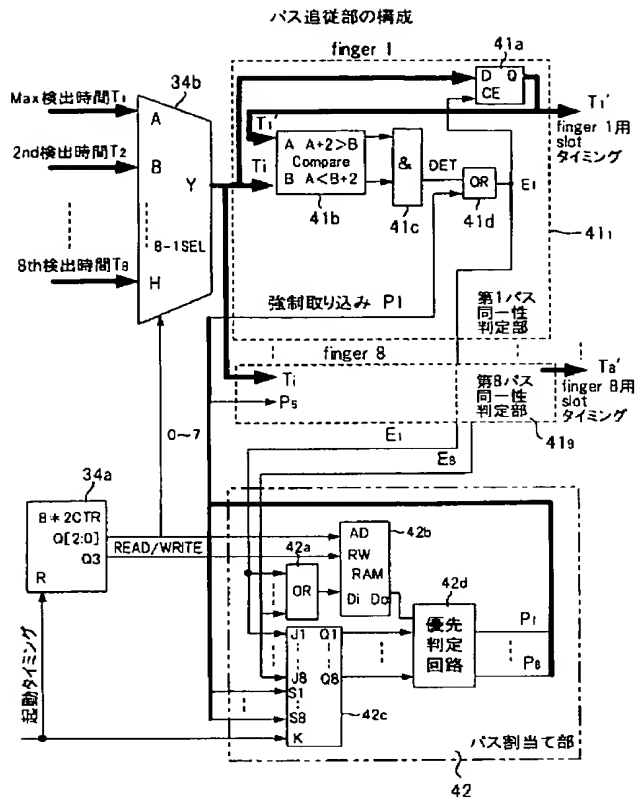 パス追従部の構成
finger 1
41a
34b
D Q
CE
Max検出時間T1
A
T1'
T1'
finger 1用
slot
タイミング
2nd検出時間T2
B
Y
Ti
A A+2>B
Compare
B A<B+2
&
DET
OR
E1
41b
41c
41d
8-1SEL
8th検出時間T8
H
411
強制取り込み P1
第1パス
同一性
判定部
finger 8
T8'
Ti
P5
第8パス
同一性
判定部
finger 8用
slot
タイミング
419
0～7
E1
E8
34a
8*2CTR
Q[2:0]
Q3
R
READ/WRITE
42a
OR
AD
RW
RAM
Di Do
42b
42d
優先
判定
回路
P1
P8
J1 Q1
J8 Q8
S1
S8
K
42c
起動タイミング
パス割当て部
42